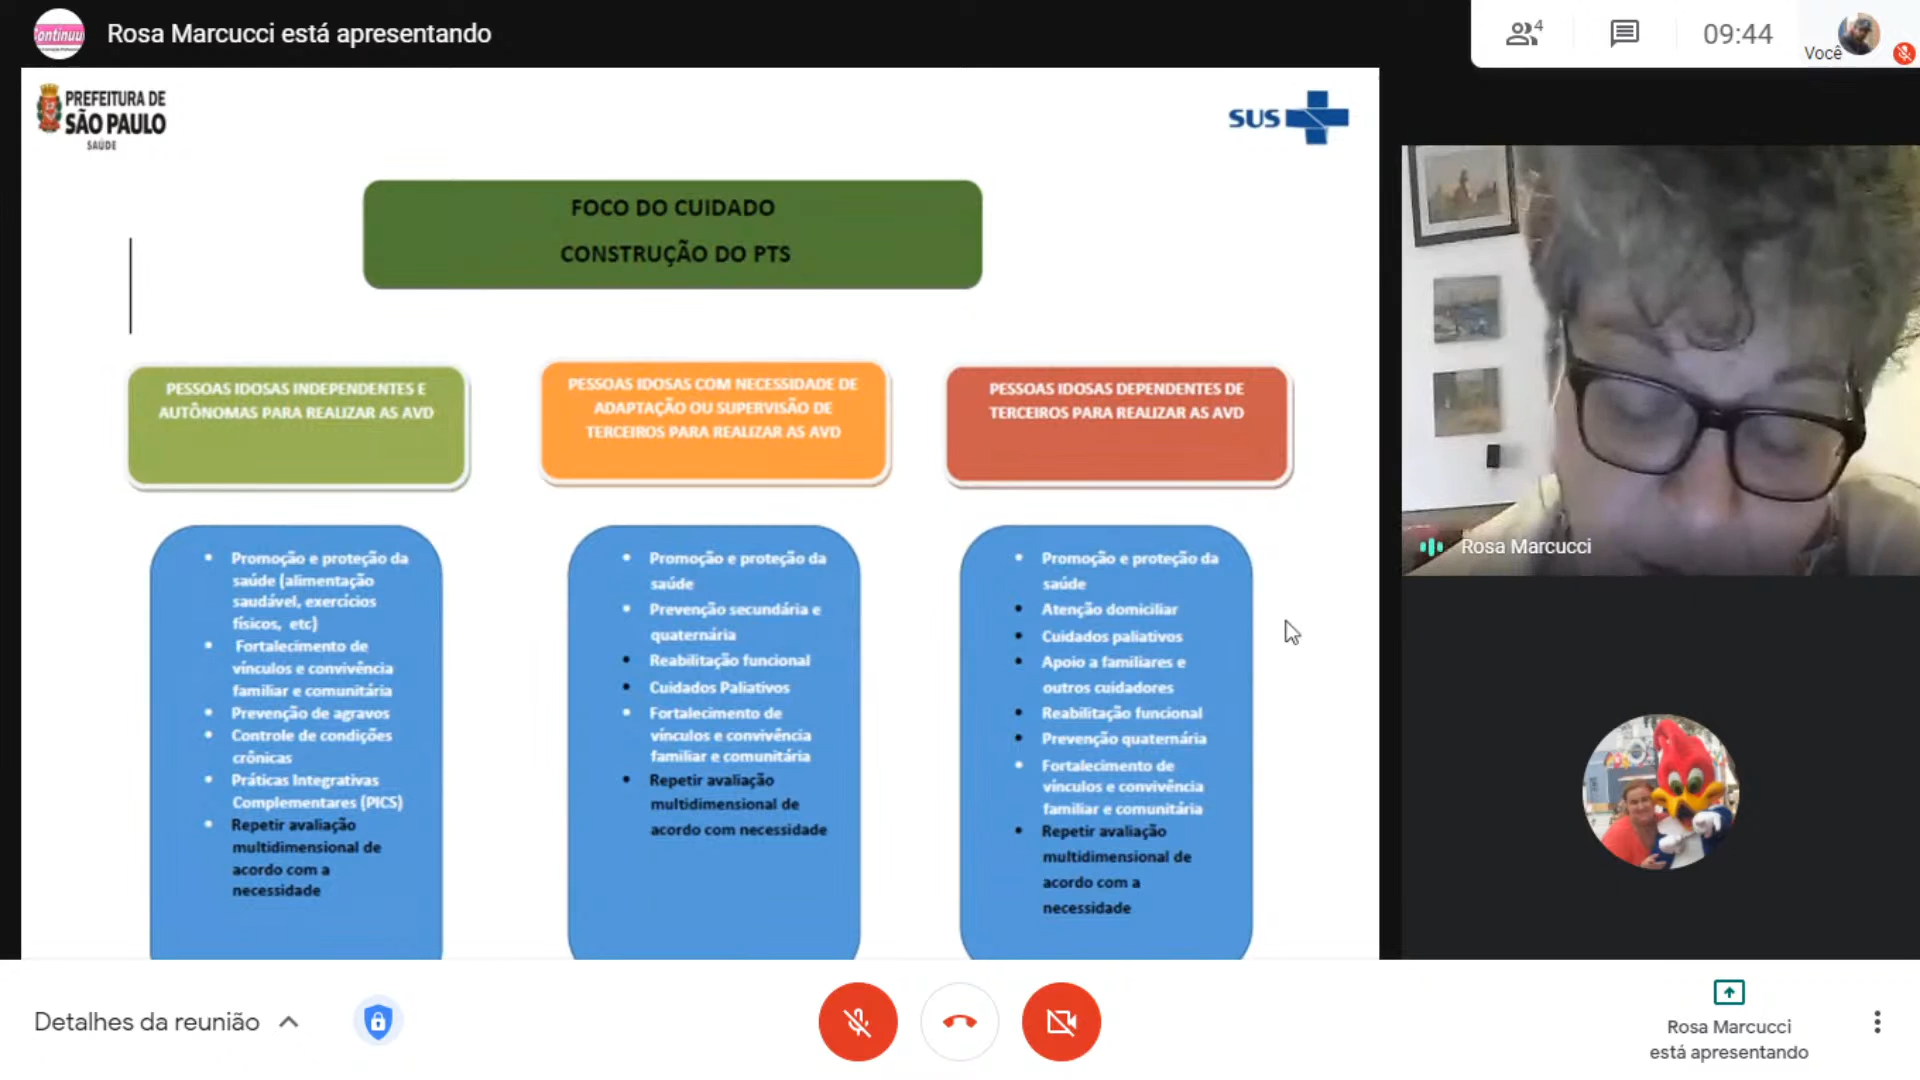 Continuu
Rosa Marcucci está apresentando
4
09:44
Você
PREFEITURA DE
SÃO PAULO
SAÚDE
SUS
FOCO DO CUIDADO
CONSTRUÇÃO DO PTS
PESSOAS IDOSAS INDEPENDENTES E
AUTÔNOMAS PARA REALIZAR AS AVD
PESSOAS IDOSAS COM NECESSIDADE DE
ADAPTAÇÃO OU SUPERVISÃO DE
TERCEIROS PARA REALIZAR AS AVD
PESSOAS IDOSAS DEPENDENTES DE
TERCEIROS PARA REALIZAR AS AVD
• Promoção e proteção da
saúde (alimentação
saudável, exercícios
físicos, etc)
• Fortalecimento de
vínculos e convivência
familiar e comunitária
• Prevenção de agravos
• Controle de condições
crônicas
• Práticas Integrativas
Complementares (PICS)
• Repetir avaliação
multidimensional de
acordo com a
necessidade
• Promoção e proteção da
saúde
• Prevenção secundária e
quaternária
• Reabilitação funcional
• Cuidados Paliativos
• Fortalecimento de
vínculos e convivência
familiar e comunitária
• Repetir avaliação
multidimensional de
acordo com necessidade
• Promoção e proteção da
saúde
• Atenção domiciliar
• Cuidados paliativos
• Apoio a familiares e
outros cuidadores
• Reabilitação funcional
• Prevenção quaternária
• Fortalecimento de
vínculos e convivência
familiar e comunitária
• Repetir avaliação
multidimensional de
acordo com a
necessidade
Rosa Marcucci
Detalhes da reunião
Rosa Marcucci
está apresentando